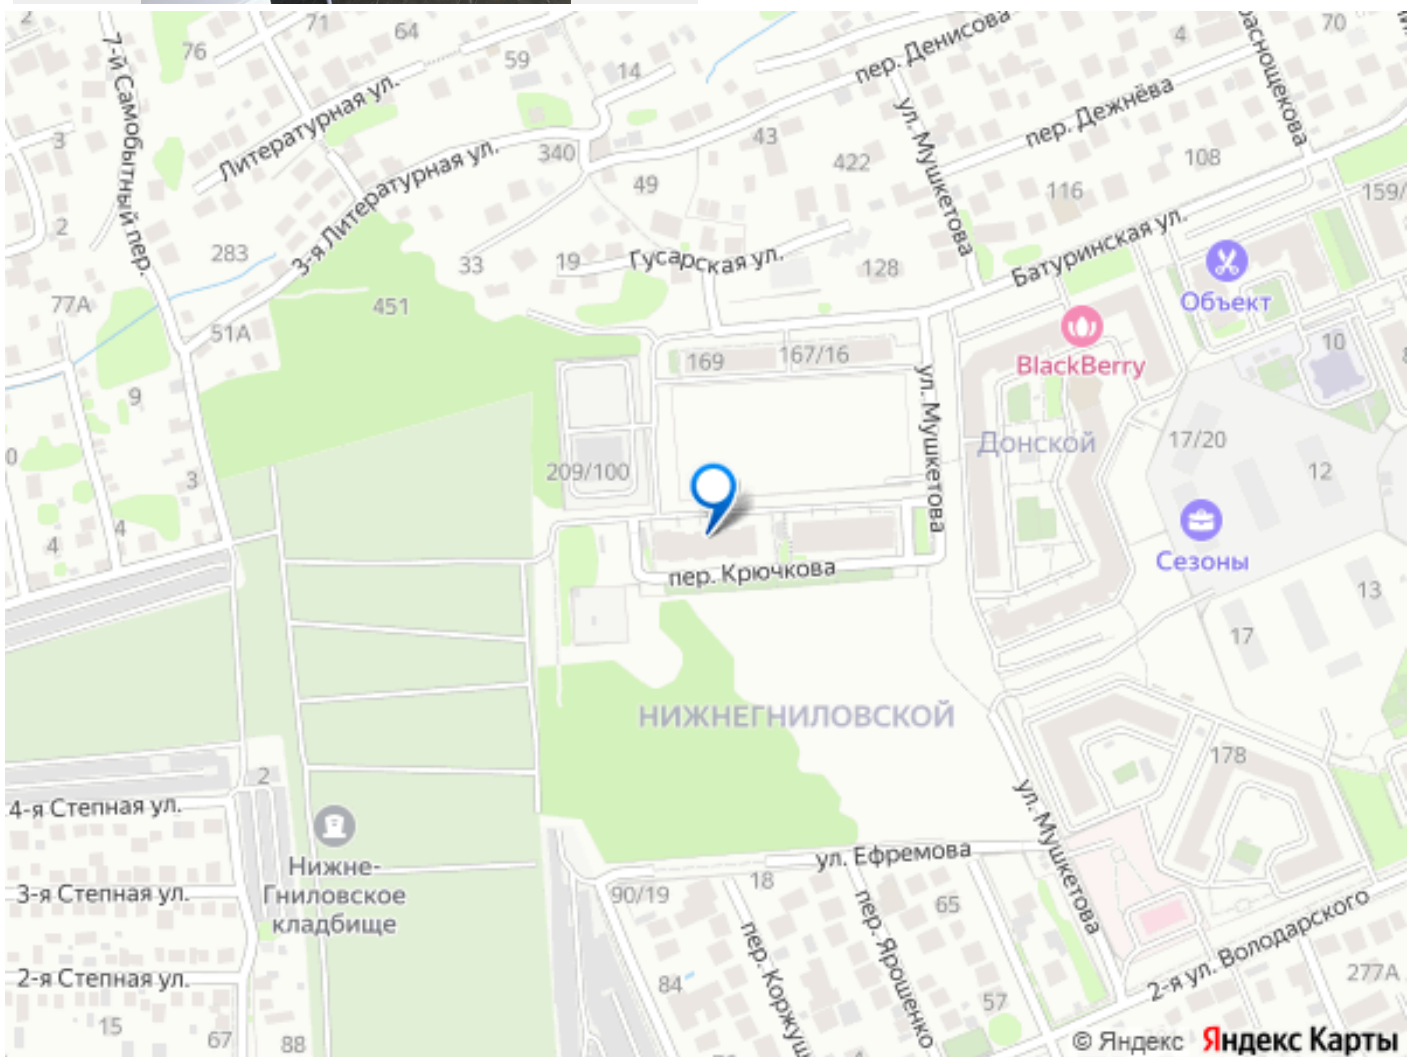 71
64
70
2
76
59
4
пер. Денисова
7-й Самобытный пер.
14
Литературная ул.
ул. Мушкетова
пер. Дежнёва
3
340
43
422
108
3-я Литературная ул.
49
116
159/
2
283
33
19
Гусарская ул.
128
Батуринская ул.
Объект
77А
451
51А
169
167/16
BlackBerry
10
9
ул. Мушкетова
Донской
17/20
12
3
209/100
4
4
Сезоны
пер. Крючкова
13
17
НИЖНЕГНИЛОВСКОЙ
178
2
4-я Степная ул.
ул. Мушкетова
ул. Ефремова
Нижне-
Гниловское
кладбище
3-я Степная ул.
90/19
18
65
пер. Ярошенко
2-я ул. Володарского
2-я Степная ул.
84
57
277А
15
67
88
© Яндекс Яндекс Карты